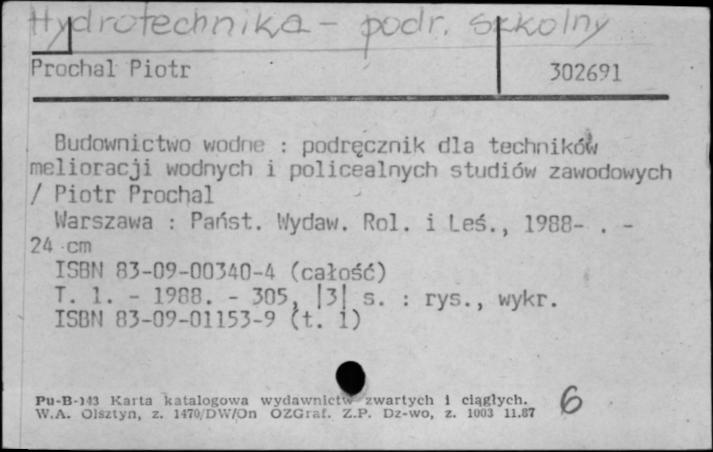 Hydrotechnika - podr. szkolny
Prochal Piotr 302691
Budownictwo wodne : podręcznik dla techników
melioracji wodnych i policealnych studiów zawodowych
/ Piotr Prochal
Warszawa : Państ. Wydaw. Rol. i Leś., 1988- . -
24 cm
ISBN 83-09-00340-4 (całość)
T. 1. - 1988. - 305, |3| s. : rys., wykr.
ISBN 83-09-01153-9 (t. 1)
Pu-B-143 Karta katalogowa wydawnictw zwartych i ciągłych. 6
W.A. Olsztyn, z. 1470/DW/On OZGraf. Z.P. Dz-wo, z. 1003 11.87